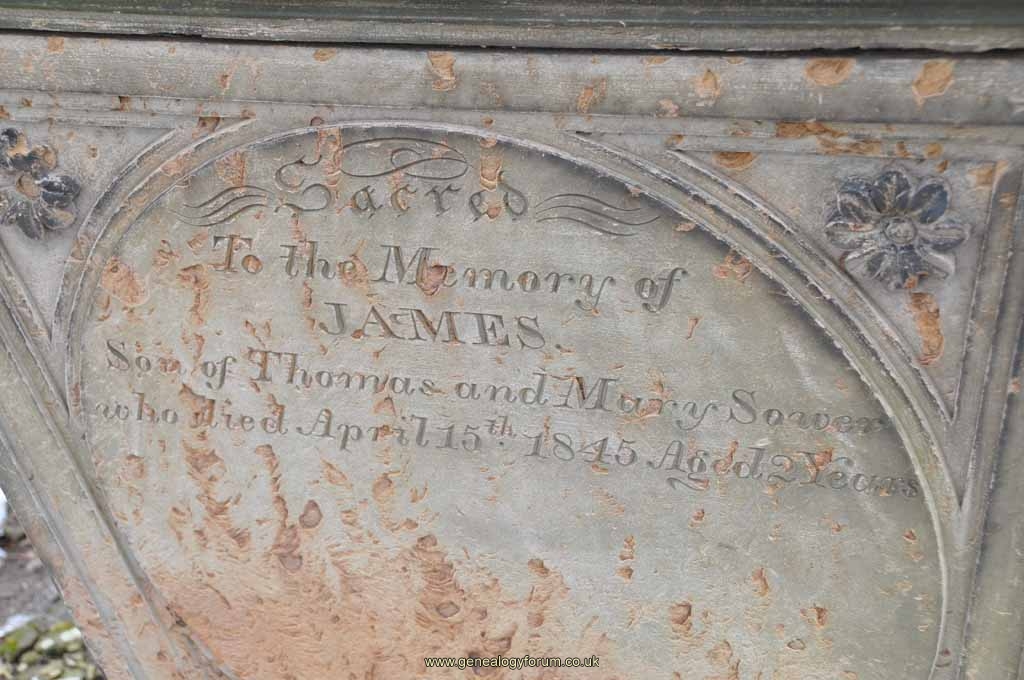 Sacred
To the Memory of
JAMES.
Son of Thomas and Mary Sower
who died April 15th. 1845 Aged 2 Years
www.genealogyforum.co.uk